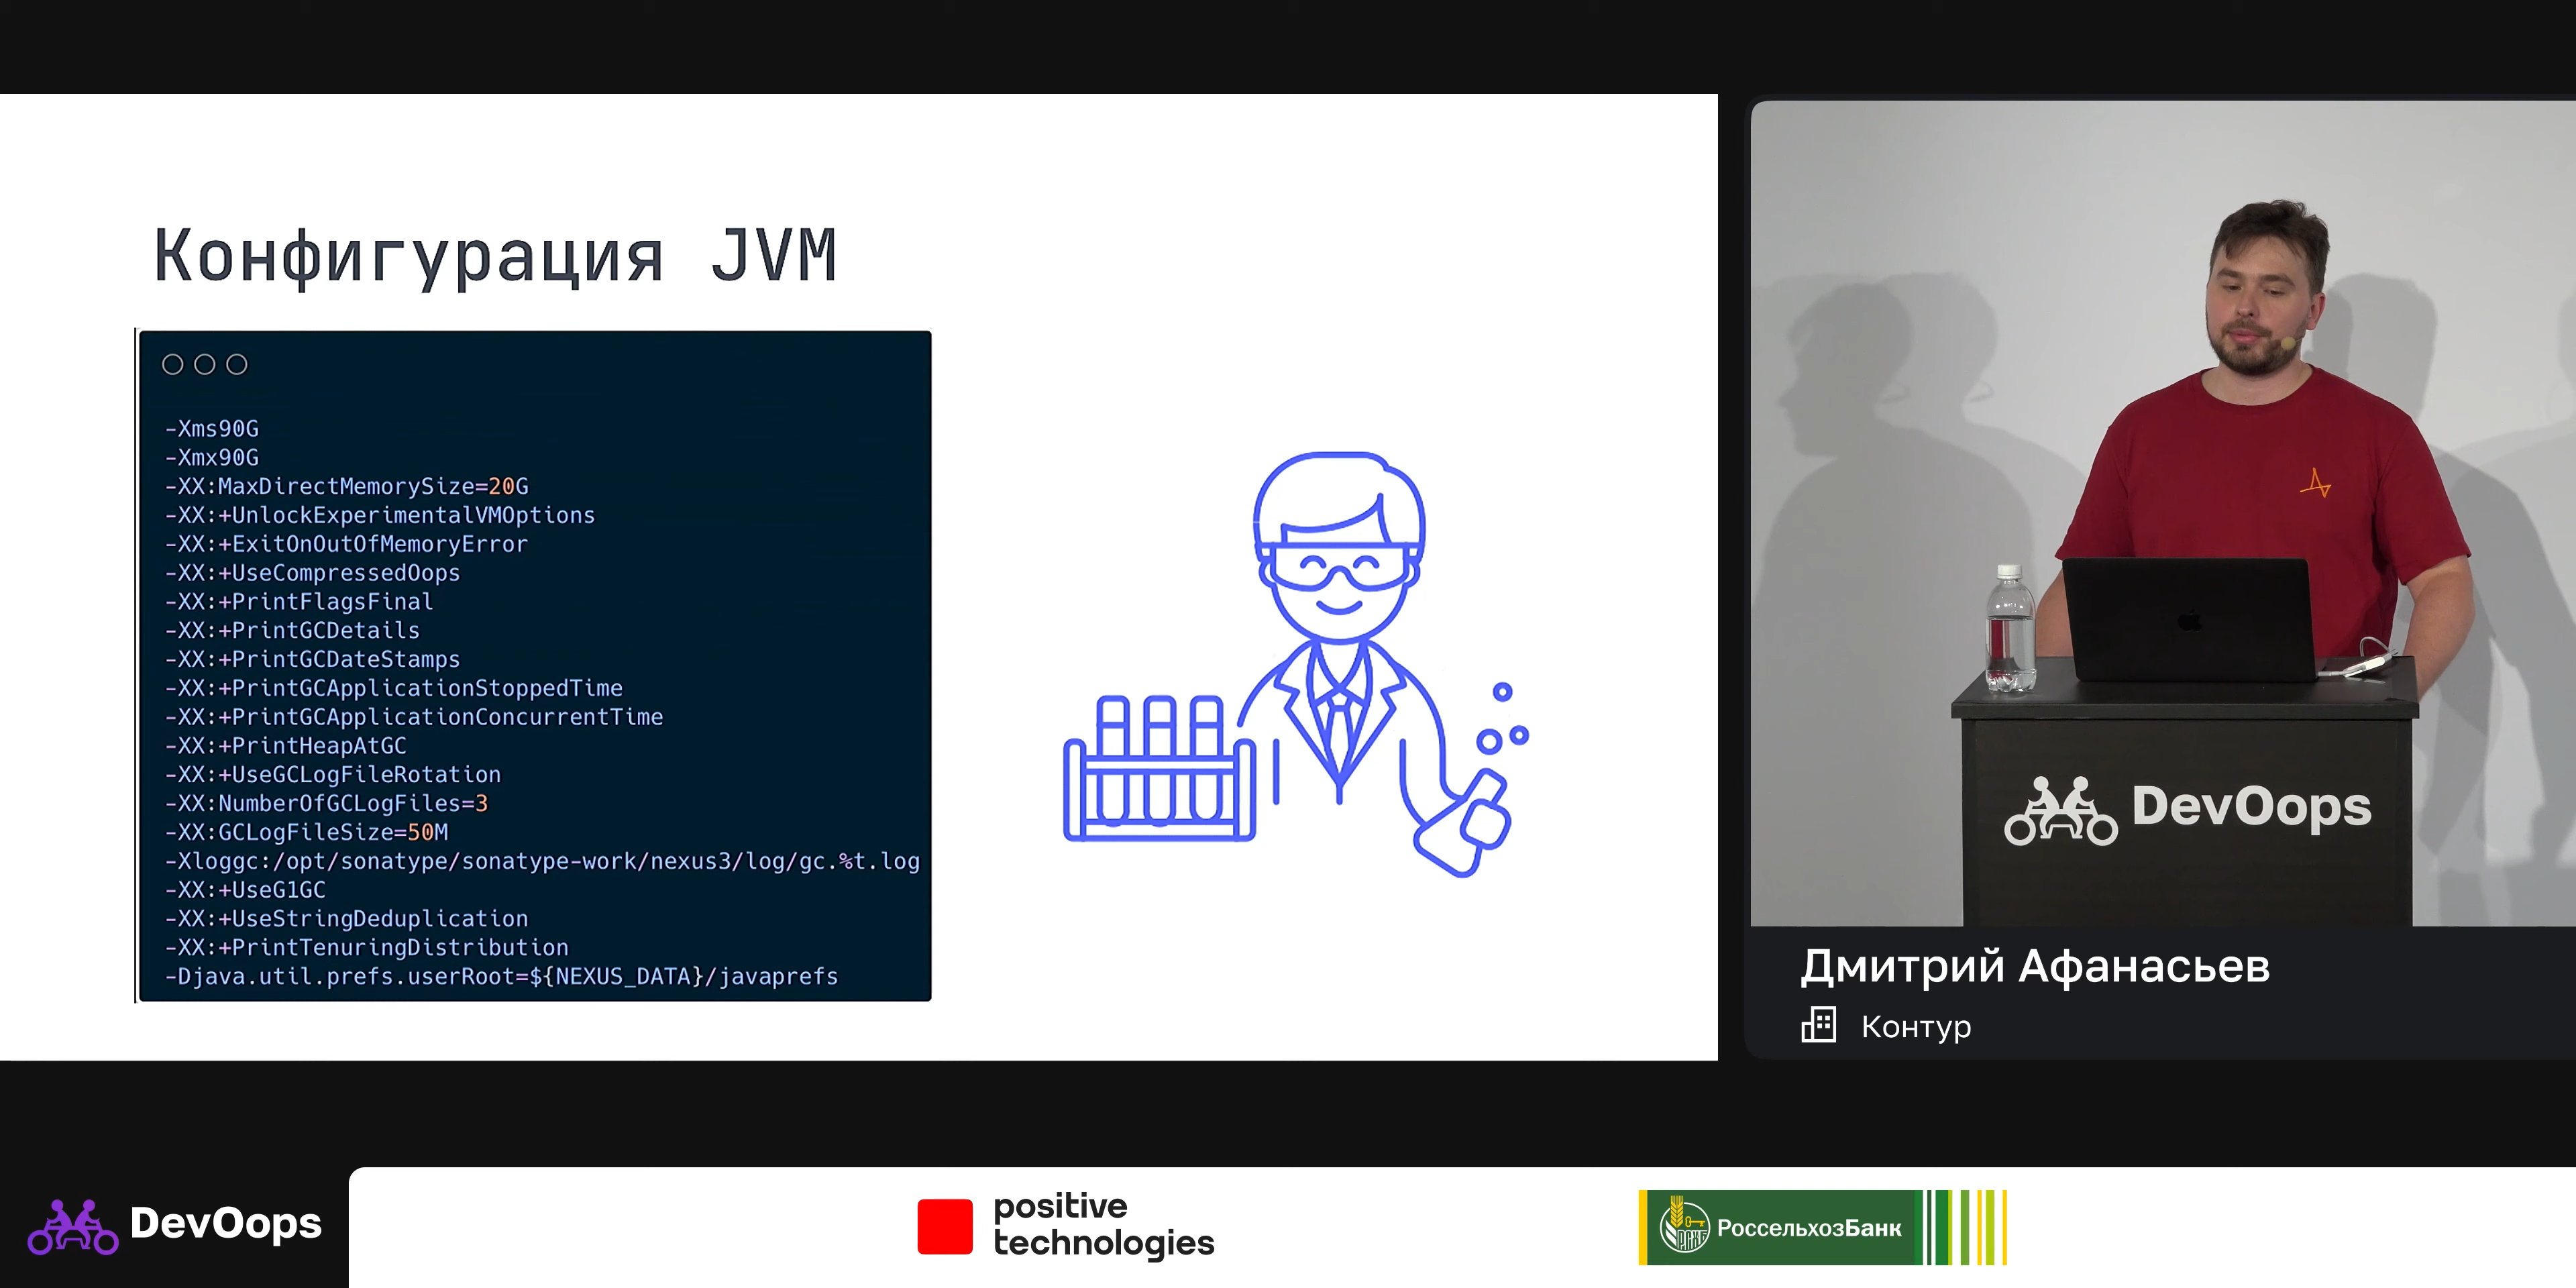 Конфигурация JVM
-Xms90G
-Xmx90G
-XX:MaxDirectMemorySize=20G
-XX:+UnlockExperimentalVMOptions
-XX:+ExitOnOutOfMemoryError
-XX:+UseCompressedOops
-XX:+PrintFlagsFinal
-XX:+PrintGCDetails
-XX:+PrintGCDateStamps
-XX:+PrintGCApplicationStoppedTime
-XX:+PrintGCApplicationConcurrentTime
-XX:+PrintHeapAtGC
-XX:+UseGCLogFileRotation
-XX:NumberOfGCLogFiles=3
-XX:GCLogFileSize=50M
-Xloggc:/opt/sonatype/sonatype-work/nexus3/log/gc.%t.log
-XX:+UseG1GC
-XX:+UseStringDeduplication
-XX:+PrintTenuringDistribution
-Djava.util.prefs.userRoot=${NEXUS_DATA}/javaprefs
DevOops
Дмитрий Афанасьев
Контур
DevOops
positive
technologies
РСХБ
РоссельхозБанк